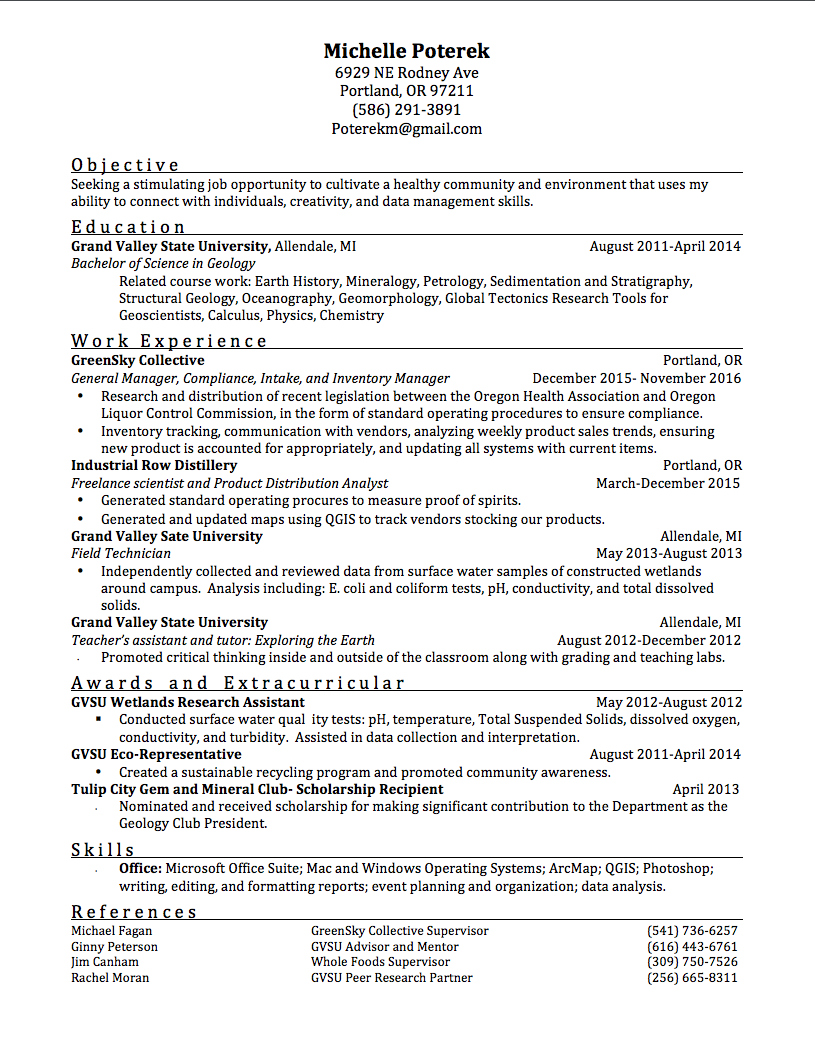 Michelle Poterek
6929 NE Rodney Ave
Portland, OR 97211
(586) 291-3891
Poterekm@gmail.com
Objective
Seeking a stimulating job opportunity to cultivate a healthy community and environment that uses my
ability to connect with individuals, creativity, and data management skills.
Education
Grand Valley State University, Allendale, MI August 2011-April 2014
Bachelor of Science in Geology
Related course work: Earth History, Mineralogy, Petrology, Sedimentation and Stratigraphy,
Structural Geology, Oceanography, Geomorphology, Global Tectonics Research Tools for
Geoscientists, Calculus, Physics, Chemistry
Work Experience
GreenSky Collective Portland, OR
General Manager, Compliance, Intake, and Inventory Manager December 2015- November 2016
• Research and distribution of recent legislation between the Oregon Health Association and Oregon
Liquor Control Commission, in the form of standard operating procedures to ensure compliance.
• Inventory tracking, communication with vendors, analyzing weekly product sales trends, ensuring
new product is accounted for appropriately, and updating all systems with current items.
Industrial Row Distillery Portland, OR
Freelance scientist and Product Distribution Analyst March-December 2015
• Generated standard operating procures to measure proof of spirits.
• Generated and updated maps using QGIS to track vendors stocking our products.
Grand Valley Sate University Allendale, MI
Field Technician May 2013-August 2013
• Independently collected and reviewed data from surface water samples of constructed wetlands
around campus. Analysis including: E. coli and coliform tests, pH, conductivity, and total dissolved
solids.
Grand Valley State University Allendale, MI
Teacher's assistant and tutor: Exploring the Earth August 2012-December 2012
· Promoted critical thinking inside and outside of the classroom along with grading and teaching labs.
Awards and Extracurricular
GVSU Wetlands Research Assistant May 2012-August 2012
▪ Conducted surface water qual ity tests: pH, temperature, Total Suspended Solids, dissolved oxygen,
conductivity, and turbidity. Assisted in data collection and interpretation.
GVSU Eco-Representative August 2011-April 2014
• Created a sustainable recycling program and promoted community awareness.
Tulip City Gem and Mineral Club- Scholarship Recipient April 2013
· Nominated and received scholarship for making significant contribution to the Department as the
Geology Club President.
Skills
· Office: Microsoft Office Suite; Mac and Windows Operating Systems; ArcMap; QGIS; Photoshop;
writing, editing, and formatting reports; event planning and organization; data analysis.
References
Michael Fagan GreenSky Collective Supervisor (541) 736-6257
Ginny Peterson GVSU Advisor and Mentor (616) 443-6761
Jim Canham Whole Foods Supervisor (309) 750-7526
Rachel Moran GVSU Peer Research Partner (256) 665-8311